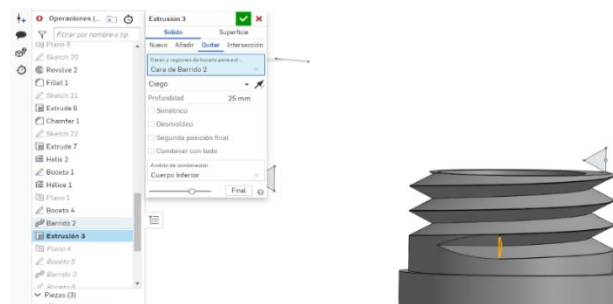 Operaciones (...
Filtrar por nombre o tip
Plano 8
Sketch 20
Revolve 2
Fillet 1
Sketch 21
Extrude 6
Chamfer 1
Sketch 22
Extrude 7
Helix 2
Boceto 1
Hélice 1
Plano 1
Boceto 4
Barrido 2
Extrusión 3
Plano 4
Boceto 5
Barrido 3
Boceto 6
Piezas (3)
Extrusión 3
Sólido Superficie
Nuevo Añadir Quitar Intersección
Caras y regiones de boceto para ext...
Cara de Barrido 2
Ciego
Profundidad 25 mm
Simétrico
Desmoldeo
Segunda posición final
Combinar con todo
Ámbito de combinación
Cuerpo Inferior
Final